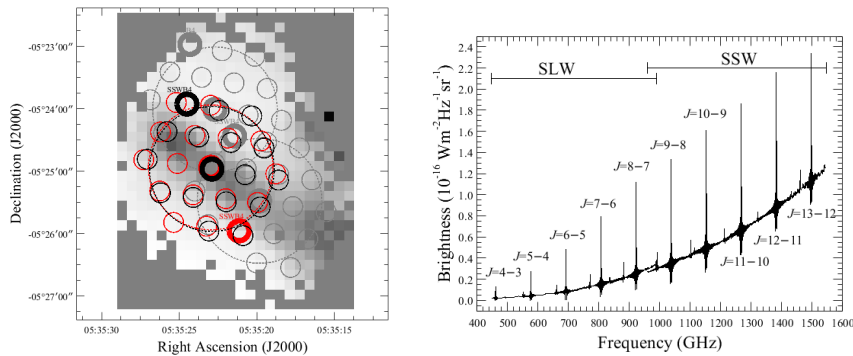 Declination (J2000)
-05°23'00"
-05°24'00"
-05°25'00"
-05°26'00"
-05°27'00"
SSWB4
SSWB4
05:35:30
05:35:25
05:35:20
05:35:15
Right Ascension (J2000)
Brightness (10⁻¹⁶ Wm⁻²Hz⁻¹sr⁻¹)
2.4
2.2
2.0
1.8
1.6
1.4
1.2
1.0
0.8
0.6
0.4
0.2
0.0
SLW
SSW
J=4−3
J=5−4
J=6−5
J=7−6
J=8−7
J=9−8
J=10−9
J=11−10
J=12−11
J=13−12
400 500 600 700 800 900 1000 1100 1200 1300 1400 1500 1600
Frequency (GHz)